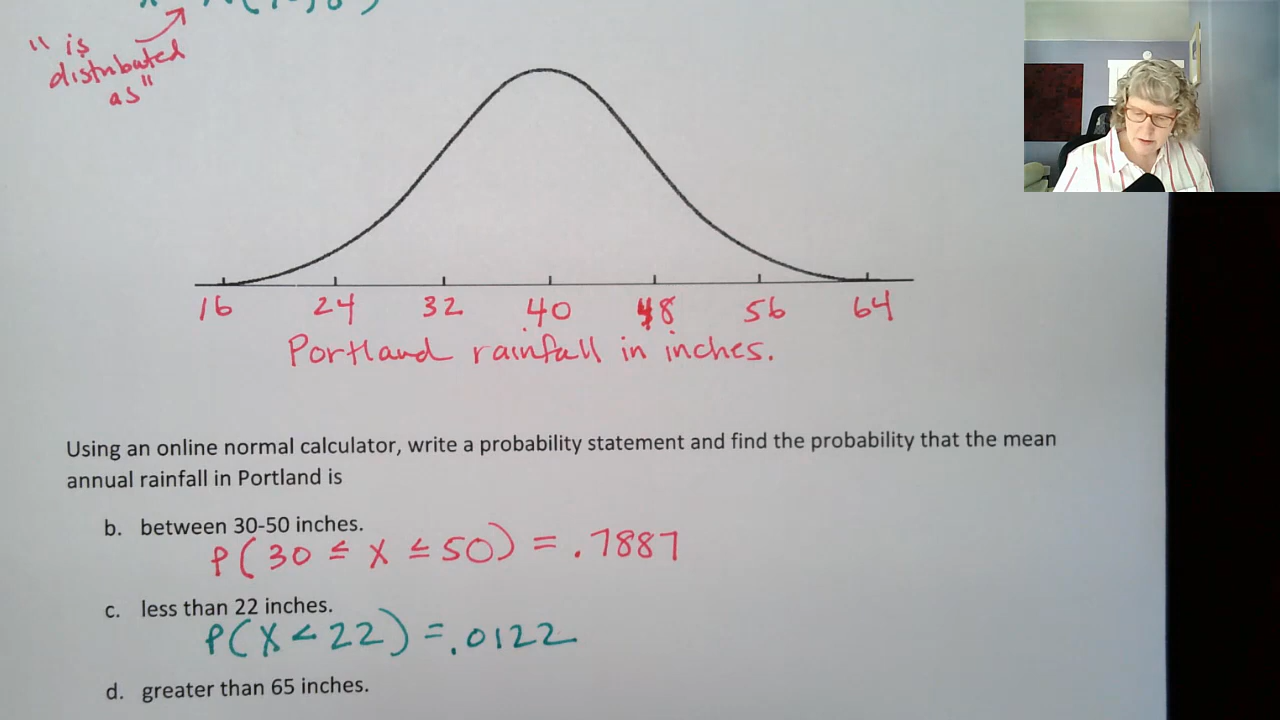 "is
distributed
as"
16 24 32 40 48 56 64
Portland rainfall in inches.
Using an online normal calculator, write a probability statement and find the probability that the mean
annual rainfall in Portland is
b. between 30-50 inches.
P(30 ≤ X ≤ 50) = .7887
c. less than 22 inches.
P(X < 22) = .0122
d. greater than 65 inches.